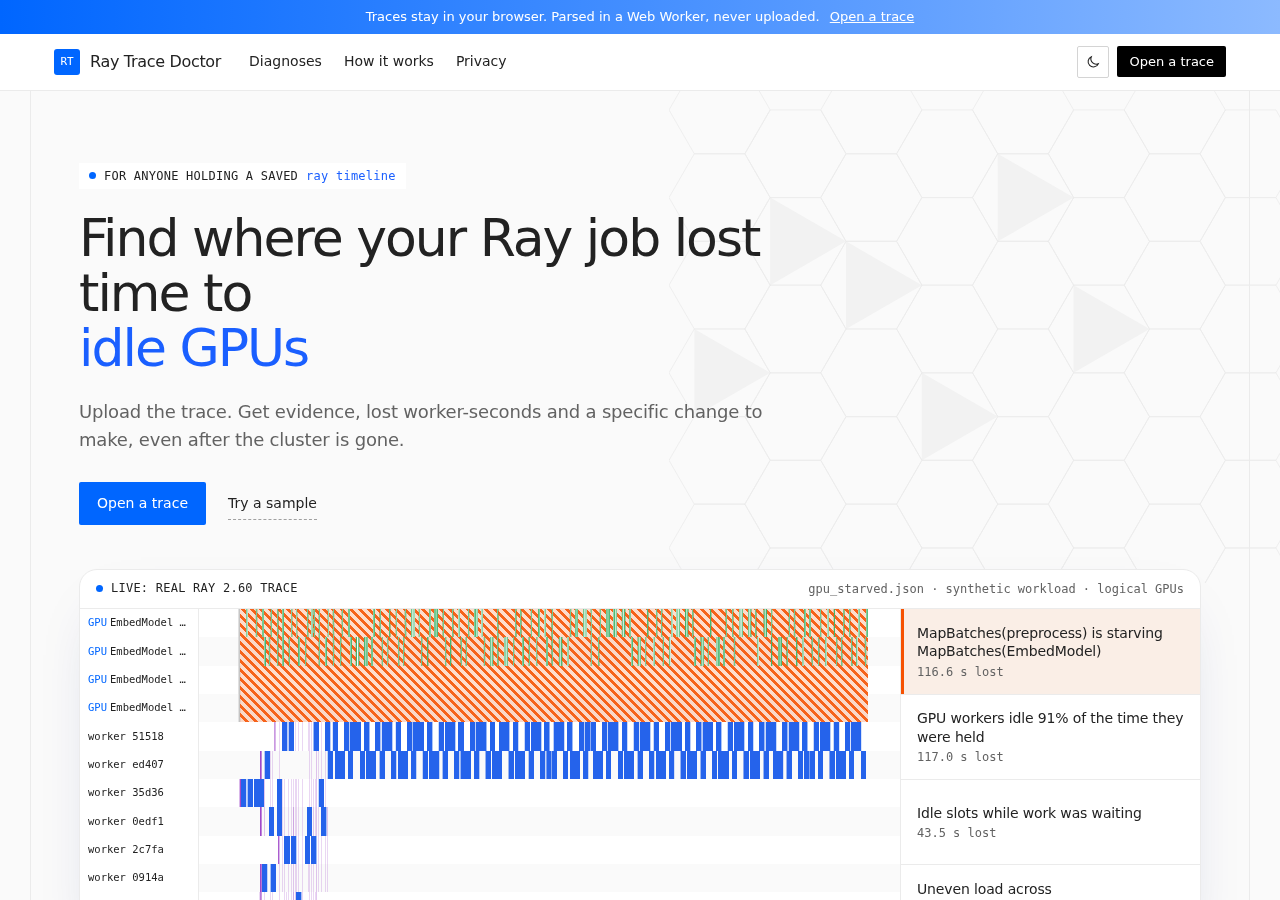 Traces stay in your browser. Parsed in a Web Worker, never uploaded. Open a trace
RT Ray Trace Doctor Diagnoses How it works Privacy Open a trace
FOR ANYONE HOLDING A SAVED ray timeline
Find where your Ray job lost
time to
idle GPUs
Upload the trace. Get evidence, lost worker-seconds and a specific change to
make, even after the cluster is gone.
Open a trace Try a sample
LIVE: REAL RAY 2.60 TRACE gpu_starved.json · synthetic workload · logical GPUs
GPU EmbedModel …
GPU EmbedModel …
GPU EmbedModel …
GPU EmbedModel …
worker 51518
worker ed407
worker 35d36
worker 0edf1
worker 2c7fa
worker 0914a
MapBatches(preprocess) is starving
MapBatches(EmbedModel)
116.6 s lost
GPU workers idle 91% of the time they
were held
117.0 s lost
Idle slots while work was waiting
43.5 s lost
Uneven load across